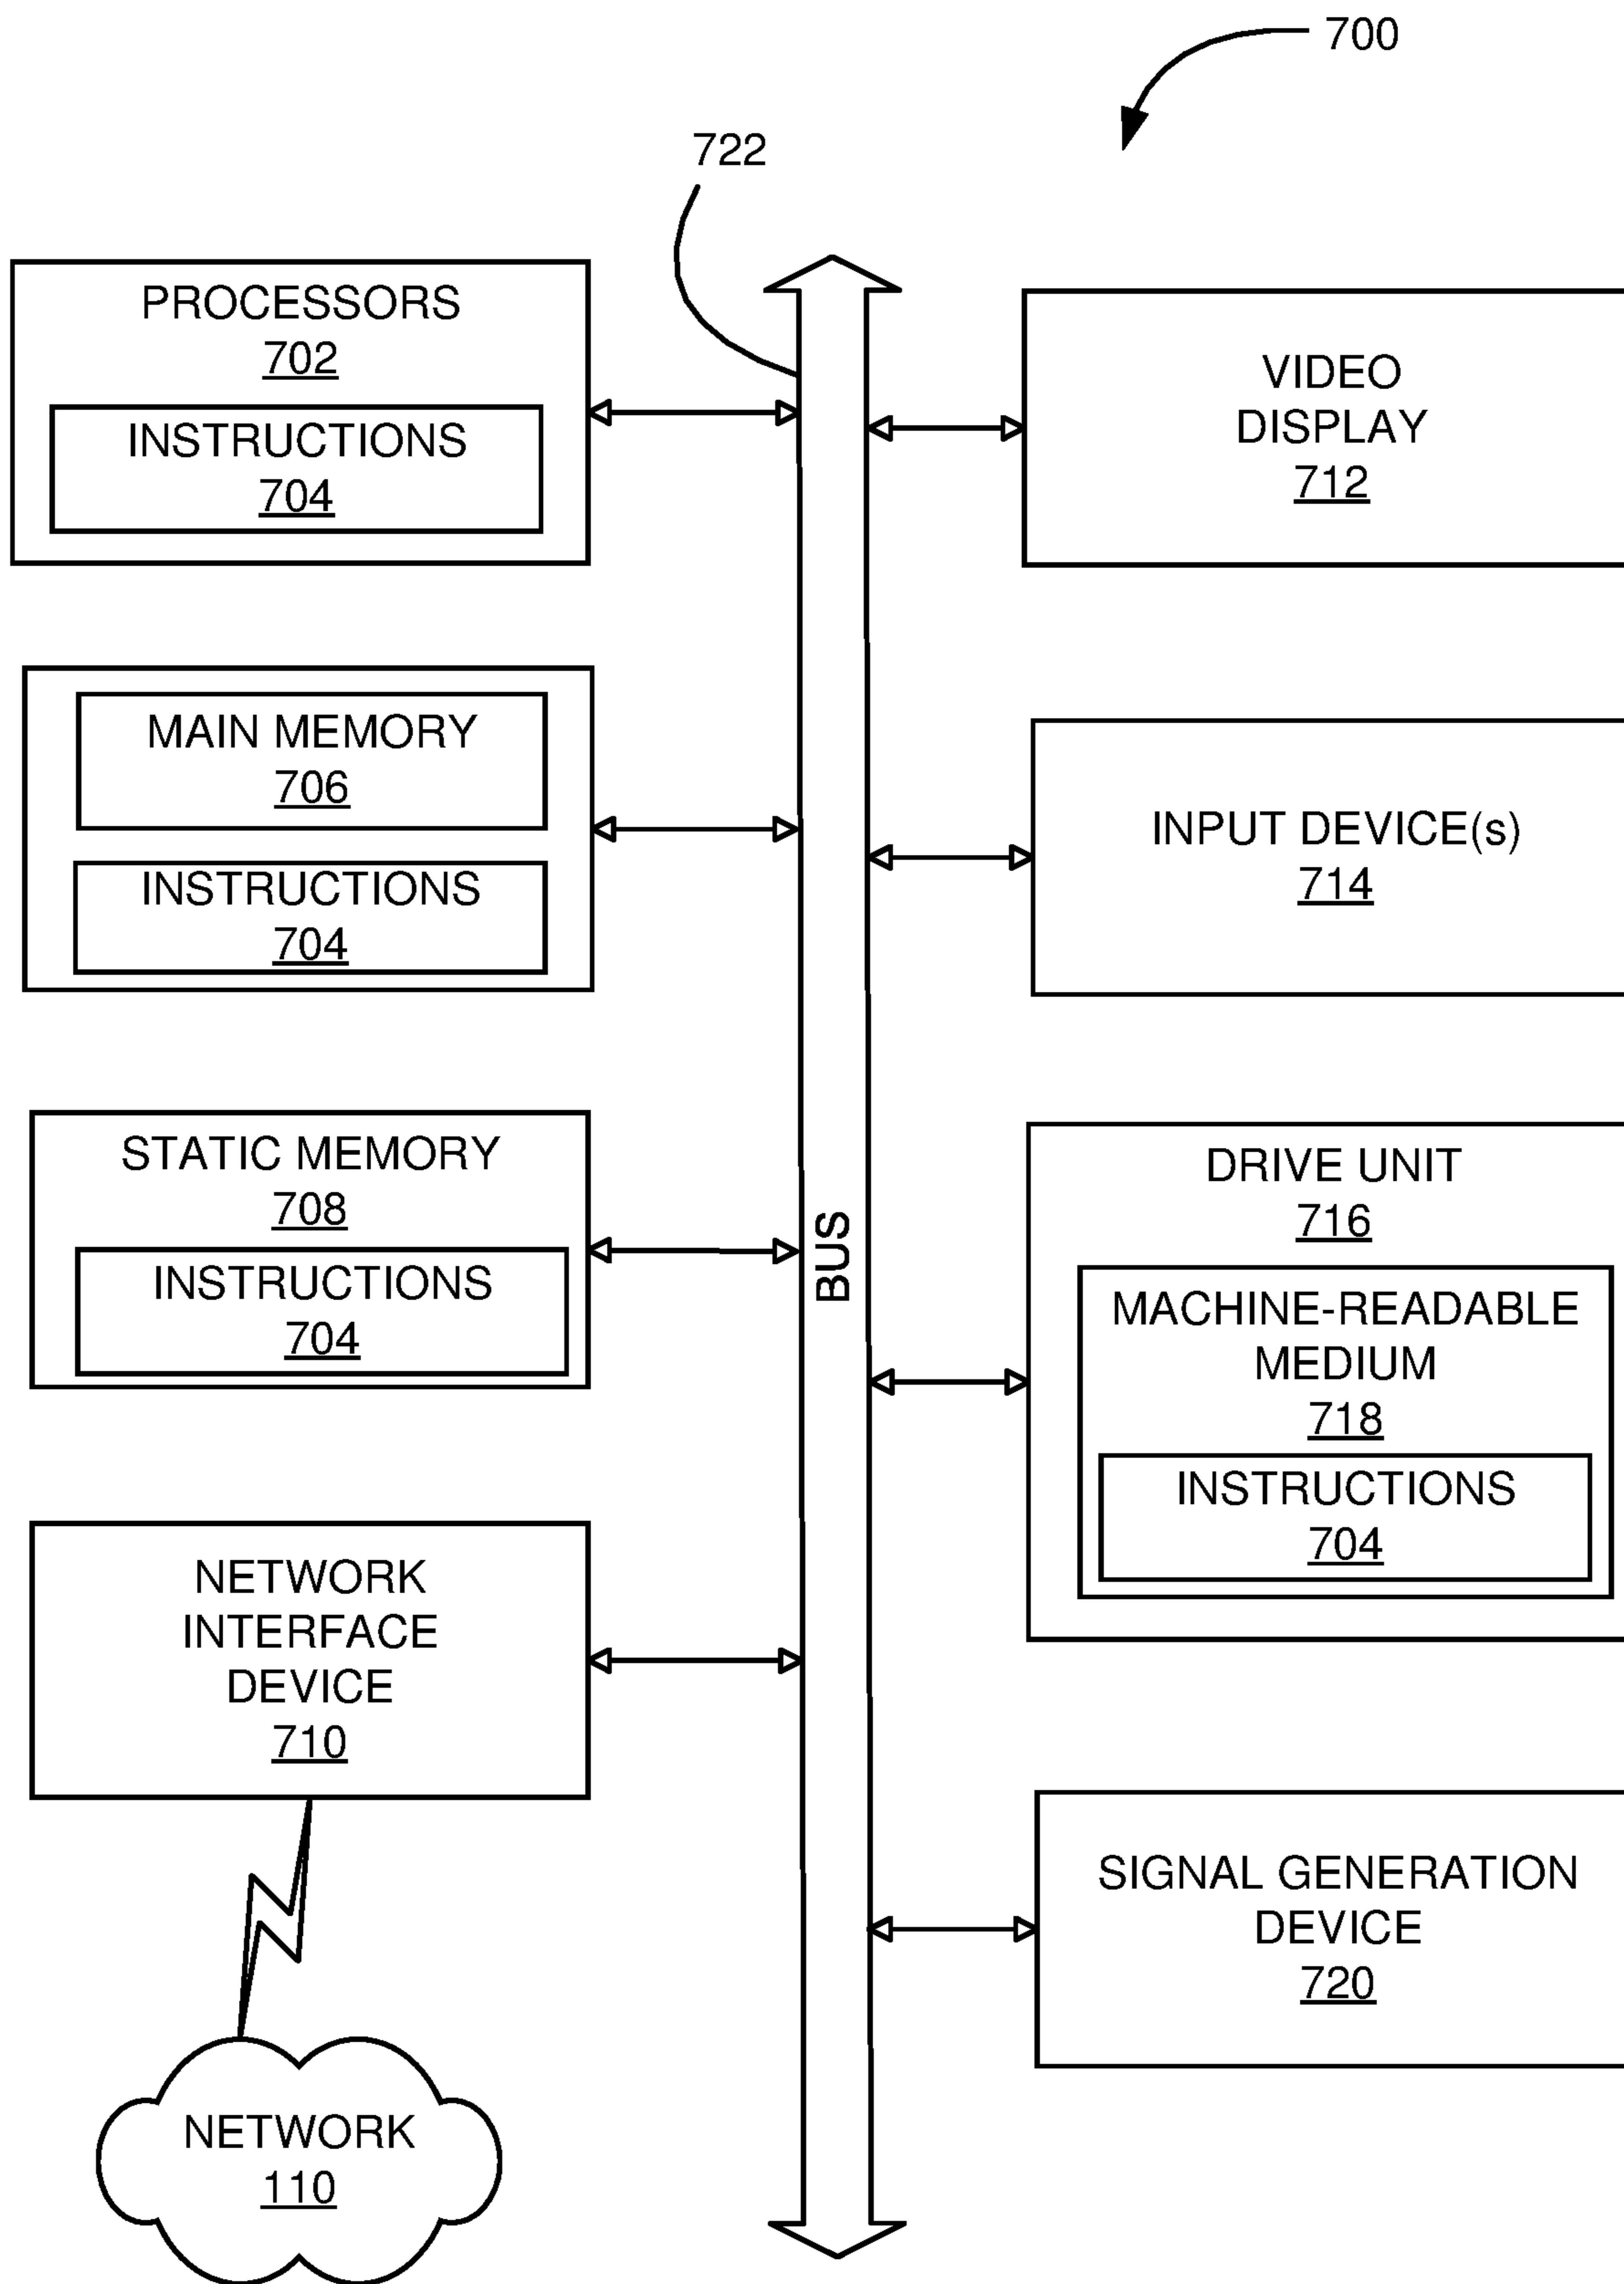 700
722
PROCESSORS
702
INSTRUCTIONS
704
MAIN MEMORY
706
INSTRUCTIONS
704
STATIC MEMORY
708
INSTRUCTIONS
704
NETWORK
INTERFACE
DEVICE
710
NETWORK
110
BUS
VIDEO
DISPLAY
712
INPUT DEVICE(s)
714
DRIVE UNIT
716
MACHINE-READABLE
MEDIUM
718
INSTRUCTIONS
704
SIGNAL GENERATION
DEVICE
720